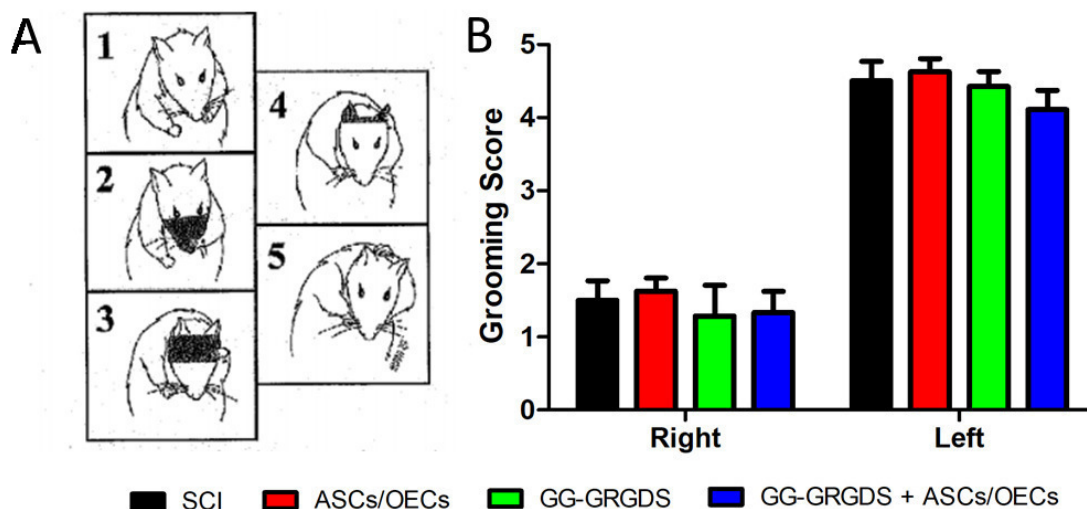 A
1
2
3
4
5
B
Grooming Score
5
4
3
2
1
0
Right
Left
SCI
ASCs/OECs
GG-GRGDS
GG-GRGDS + ASCs/OECs